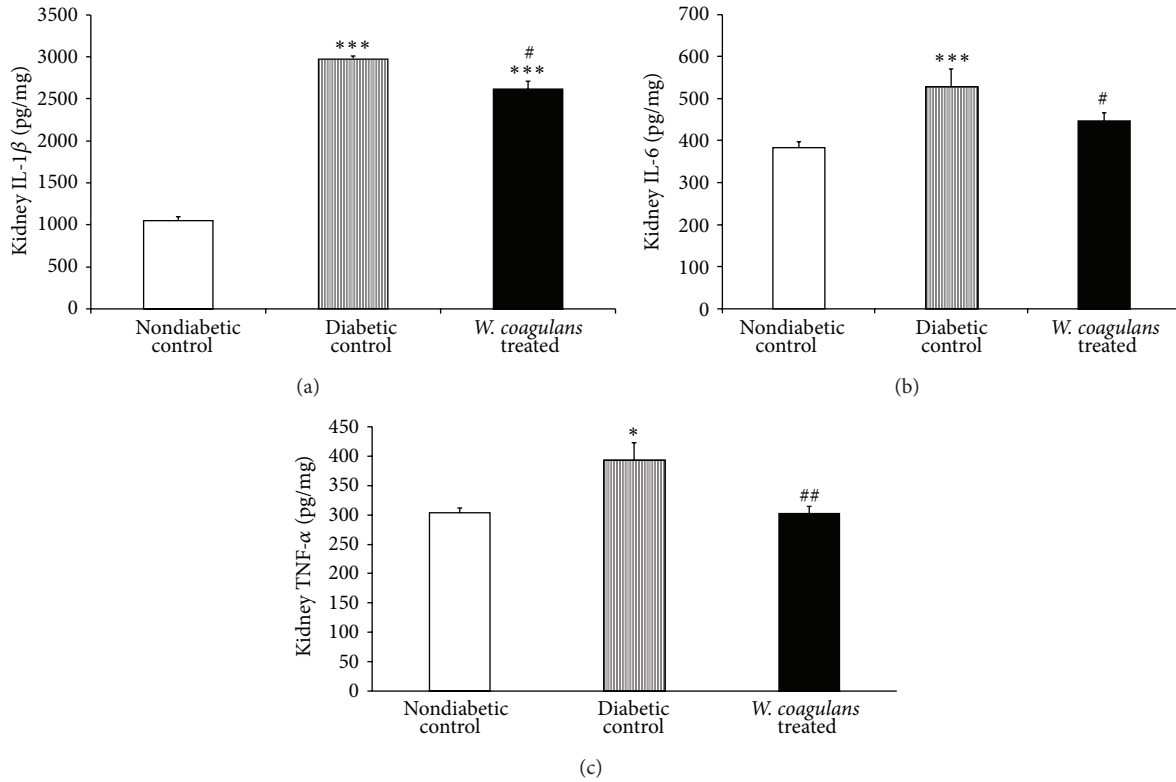 Kidney IL-1β (pg/mg)
3500
3000
2500
2000
1500
1000
500
0
***
#
***
Nondiabetic
control
Diabetic
control
W. coagulans
treated
(a)
Kidney IL-6 (pg/mg)
700
600
500
400
300
200
100
0
***
#
Nondiabetic
control
Diabetic
control
W. coagulans
treated
(b)
Kidney TNF-α (pg/mg)
450
400
350
300
250
200
150
100
50
0
*
##
Nondiabetic
control
Diabetic
control
W. coagulans
treated
(c)